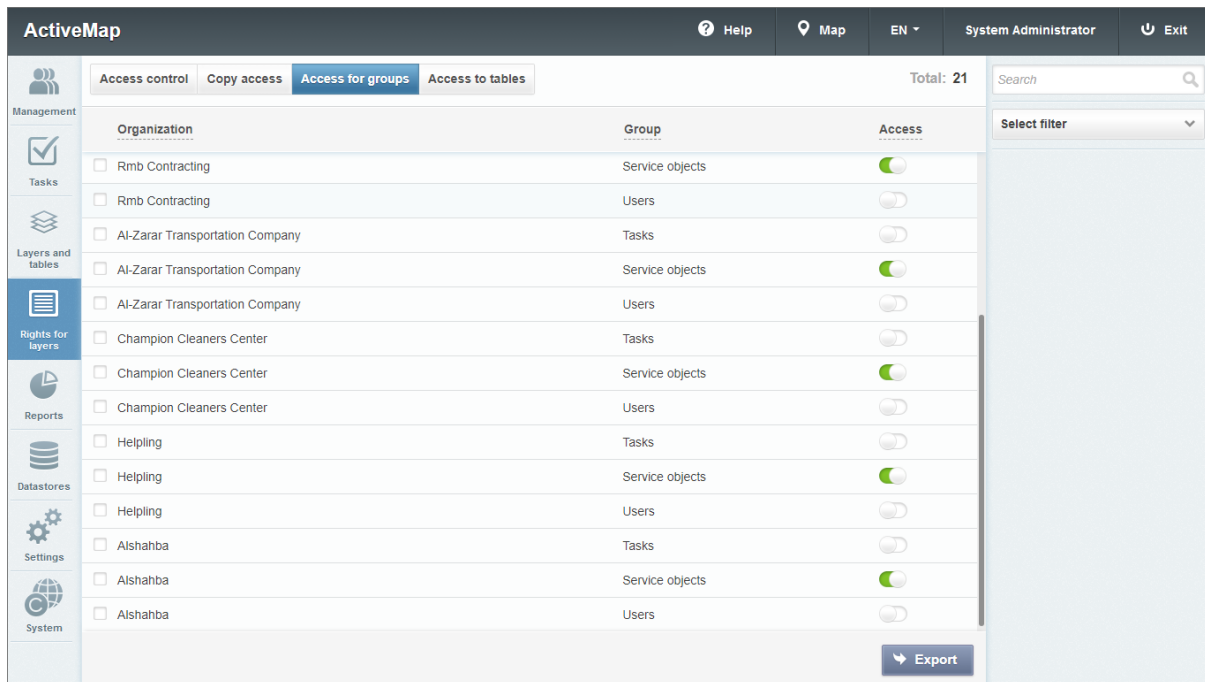 ActiveMap
Help
Map
EN
System Administrator
Exit
Management
Tasks
Layers and
tables
Rights for
layers
Reports
Datastores
Settings
System
Access control
Copy access
Access for groups
Access to tables
Total: 21
Search
Select filter
Organization Group Access
Rmb Contracting Service objects
Rmb Contracting Users
Al-Zarar Transportation Company Tasks
Al-Zarar Transportation Company Service objects
Al-Zarar Transportation Company Users
Champion Cleaners Center Tasks
Champion Cleaners Center Service objects
Champion Cleaners Center Users
Helpling Tasks
Helpling Service objects
Helpling Users
Alshahba Tasks
Alshahba Service objects
Alshahba Users
Export